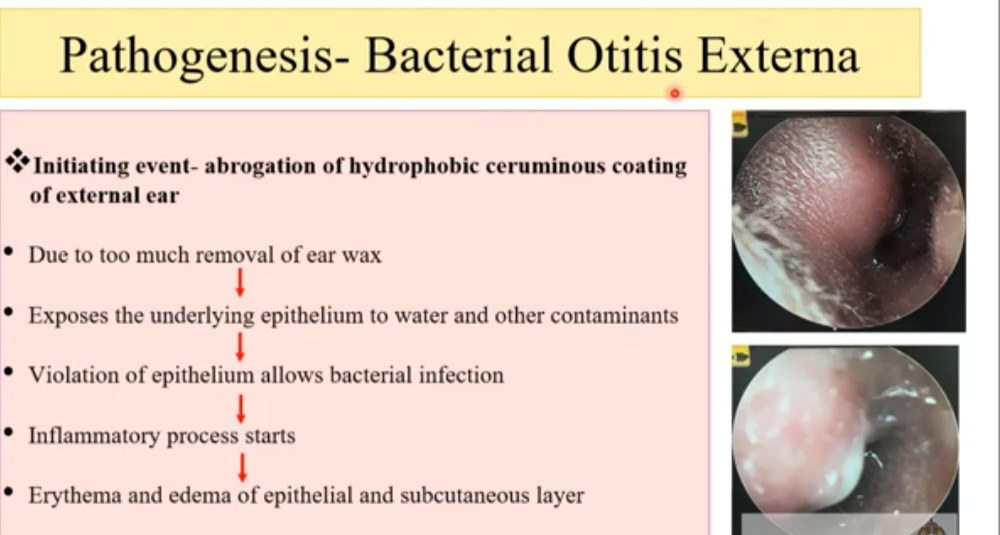 Pathogenesis- Bacterial Otitis Externa
❖Initiating event- abrogation of hydrophobic ceruminous coating
of external ear
• Due to too much removal of ear wax
• Exposes the underlying epithelium to water and other contaminants
• Violation of epithelium allows bacterial infection
• Inflammatory process starts
• Erythema and edema of epithelial and subcutaneous layer